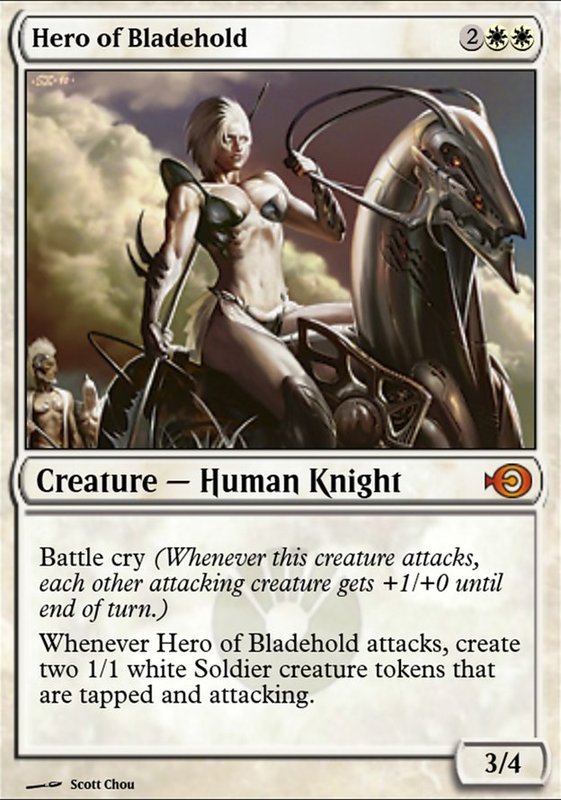 Hero of Bladehold 2
Creature — Human Knight
Battle cry (Whenever this creature attacks,
each other attacking creature gets +1/+0 until
end of turn.)
Whenever Hero of Bladehold attacks, create
two 1/1 white Soldier creature tokens that
are tapped and attacking.
3/4
Scott Chou